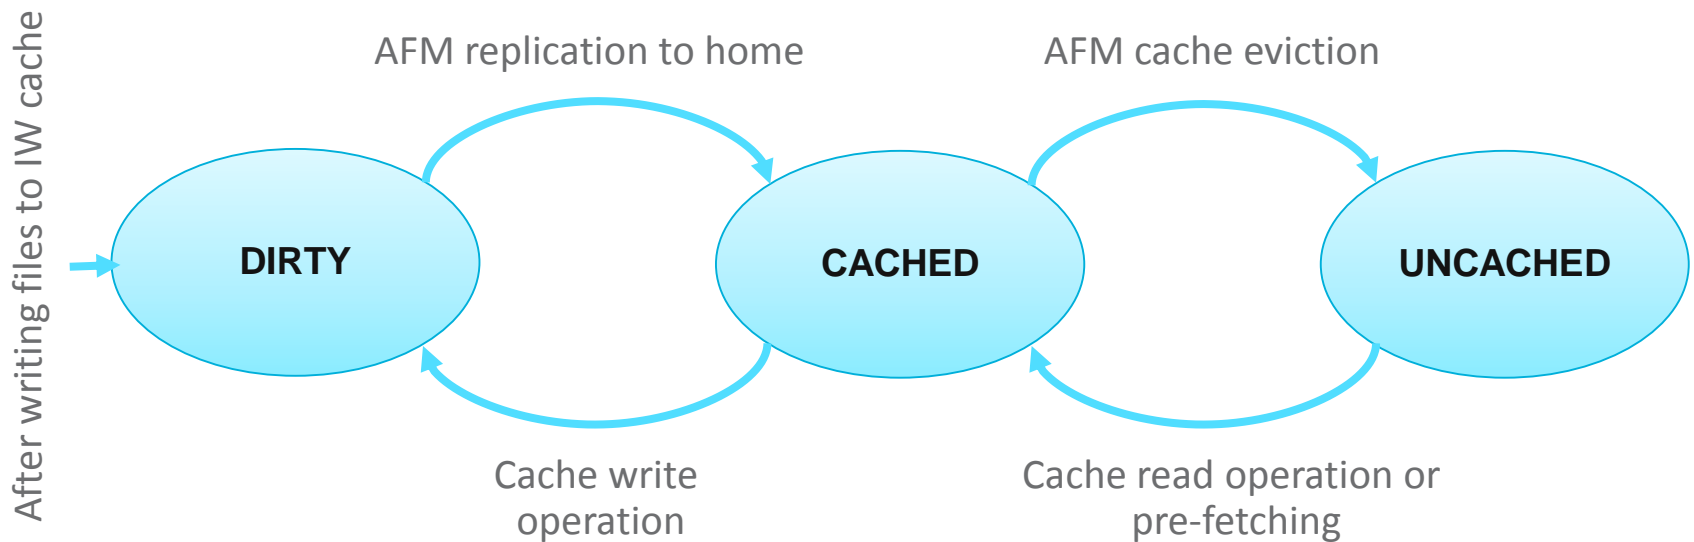 After writing files to IW cache
AFM replication to home
AFM cache eviction
DIRTY
CACHED
UNCACHED
Cache write
operation
Cache read operation or
pre-fetching